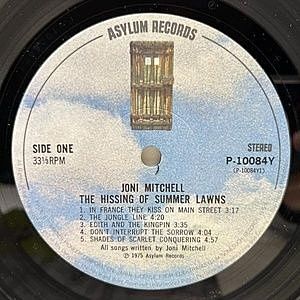 ASYLUM RECORDS
SIDE ONE
33⅓RPM
STEREO
P-10084Y
(P-10084Y1)
JONI MITCHELL
THE HISSING OF SUMMER LAWNS
1. IN FRANCE THEY KISS ON MAIN STREET 3:17
2. THE JUNGLE LINE 4:20
3. EDITH AND THE KINGPIN 3:35
4. DON'T INTERRUPT THE SORROW 4:04
5. SHADES OF SCARLET CONQUERING 4:57
All songs written by Joni Mitchell
℗ 1975 Asylum Records